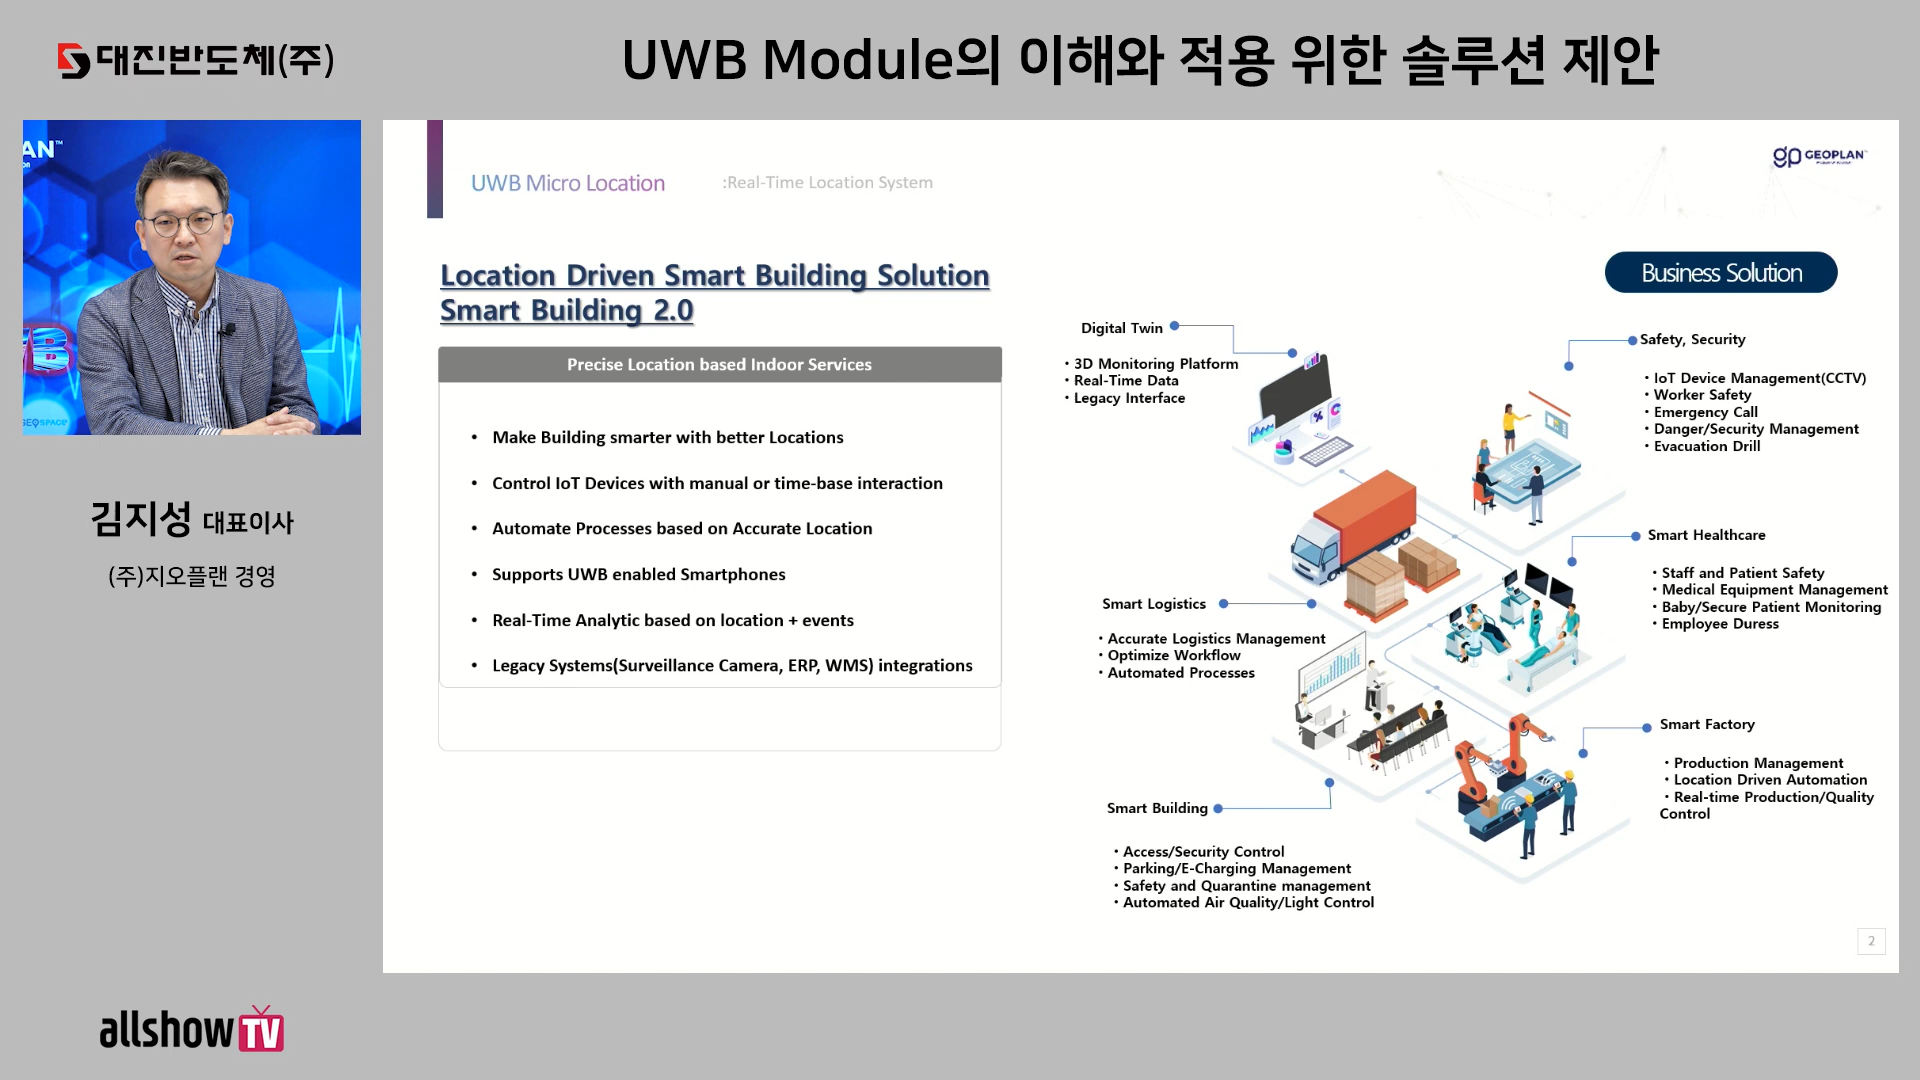 대진반도체(주)
UWB Module의 이해와 적용 위한 솔루션 제안
AN™
UWB Micro Location
:Real-Time Location System
GEOPLAN
Location Driven Smart Building Solution
Smart Building 2.0
Precise Location based Indoor Services
• Make Building smarter with better Locations
• Control IoT Devices with manual or time-base interaction
• Automate Processes based on Accurate Location
• Supports UWB enabled Smartphones
• Real-Time Analytic based on location + events
• Legacy Systems(Surveillance Camera, ERP, WMS) integrations
Business Solution
Digital Twin
· 3D Monitoring Platform
· Real-Time Data
· Legacy Interface
Safety, Security
· IoT Device Management(CCTV)
· Worker Safety
· Emergency Call
· Danger/Security Management
· Evacuation Drill
Smart Healthcare
· Staff and Patient Safety
· Medical Equipment Management
· Baby/Secure Patient Monitoring
· Employee Duress
Smart Logistics
· Accurate Logistics Management
· Optimize Workflow
· Automated Processes
Smart Factory
· Production Management
· Location Driven Automation
· Real-time Production/Quality
Control
Smart Building
· Access/Security Control
· Parking/E-Charging Management
· Safety and Quarantine management
· Automated Air Quality/Light Control
2
김지성 대표이사
(주)지오플랜 경영
allshowTV